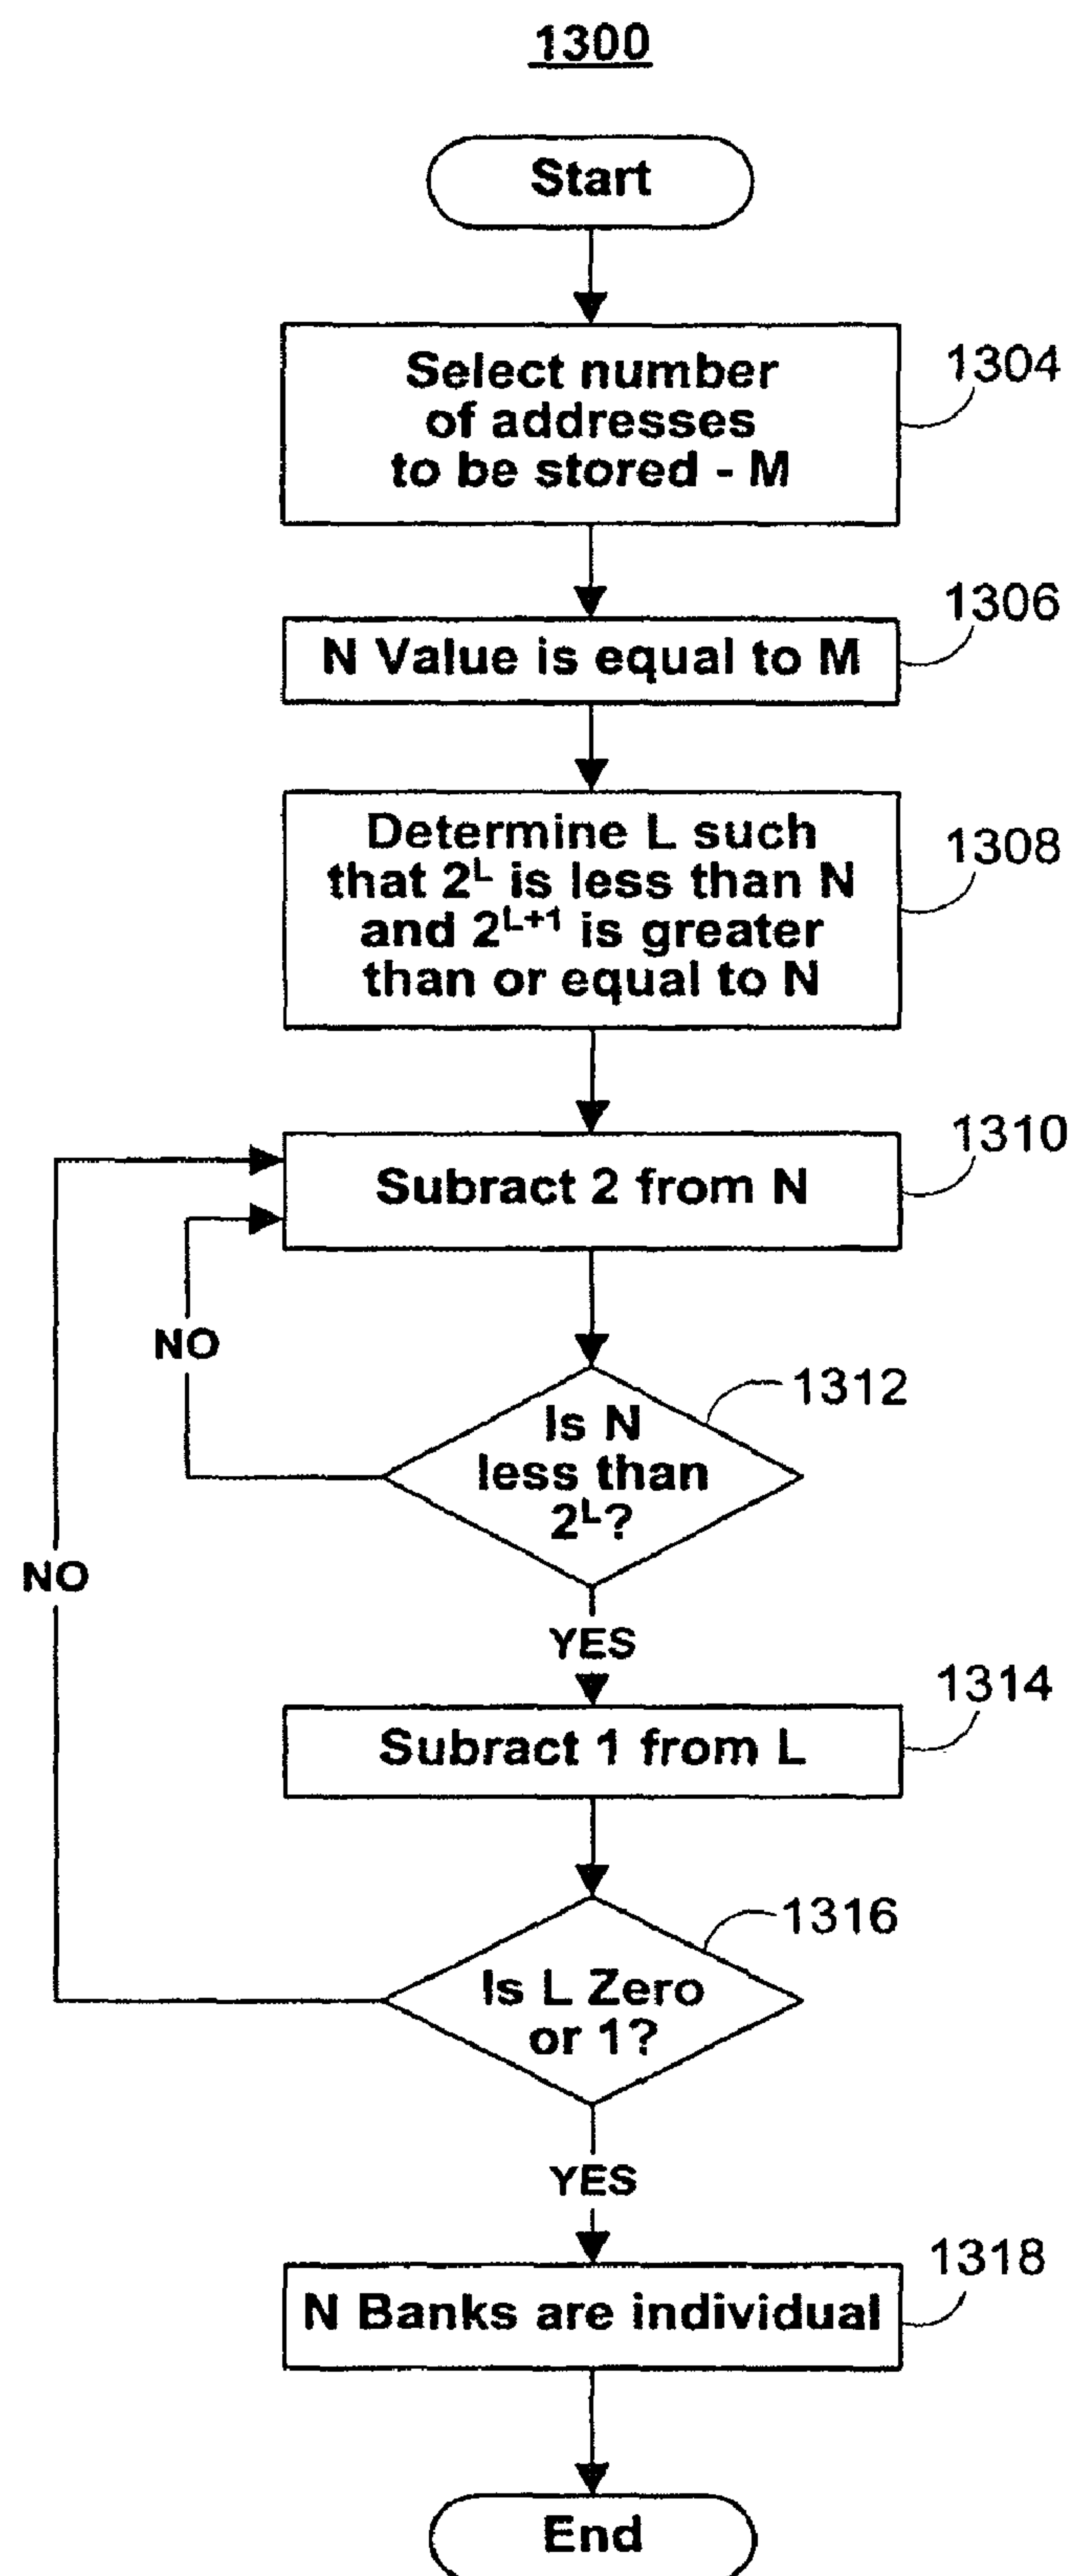 1300
Start
Select number
of addresses
to be stored - M
1304
N Value is equal to M
1306
Determine L such
that 2ᴸ is less than N
and 2ᴸ⁺¹ is greater
than or equal to N
1308
Subract 2 from N
1310
NO
Is N
less than
2ᴸ?
1312
NO
YES
Subract 1 from L
1314
Is L Zero
or 1?
1316
YES
N Banks are individual
1318
End